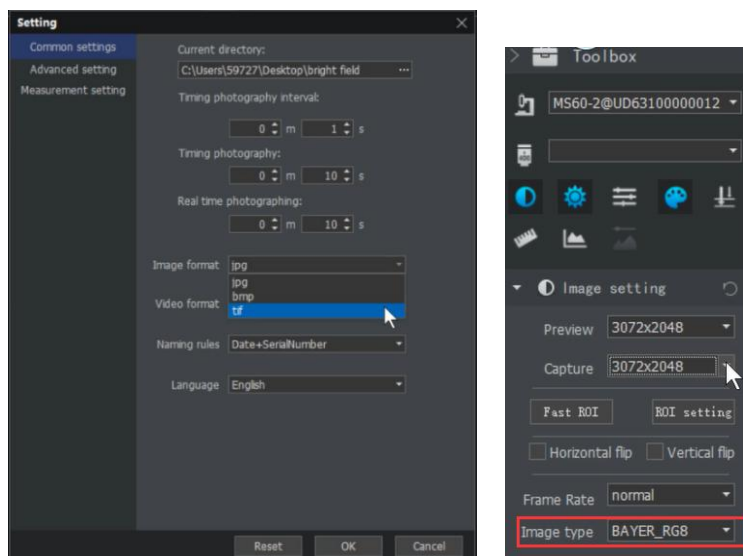 Setting
Common settings
Advanced setting
Measurement setting
Current directory:
C:\Users\59727\Desktop\bright field ...
Timing photography interval:
0 m 1 s
Timing photography:
0 m 10 s
Real time photographing:
0 m 10 s
Image format jpg
jpg
bmp
tif
Video format
Naming rules Date+SerialNumber
Language English
Reset OK Cancel
Toolbox
MS60-2@UD63100000012
Image setting
Preview 3072x2048
Capture 3072x2048
Fast ROI ROI setting
Horizontal flip Vertical flip
Frame Rate normal
Image type BAYER_RG8